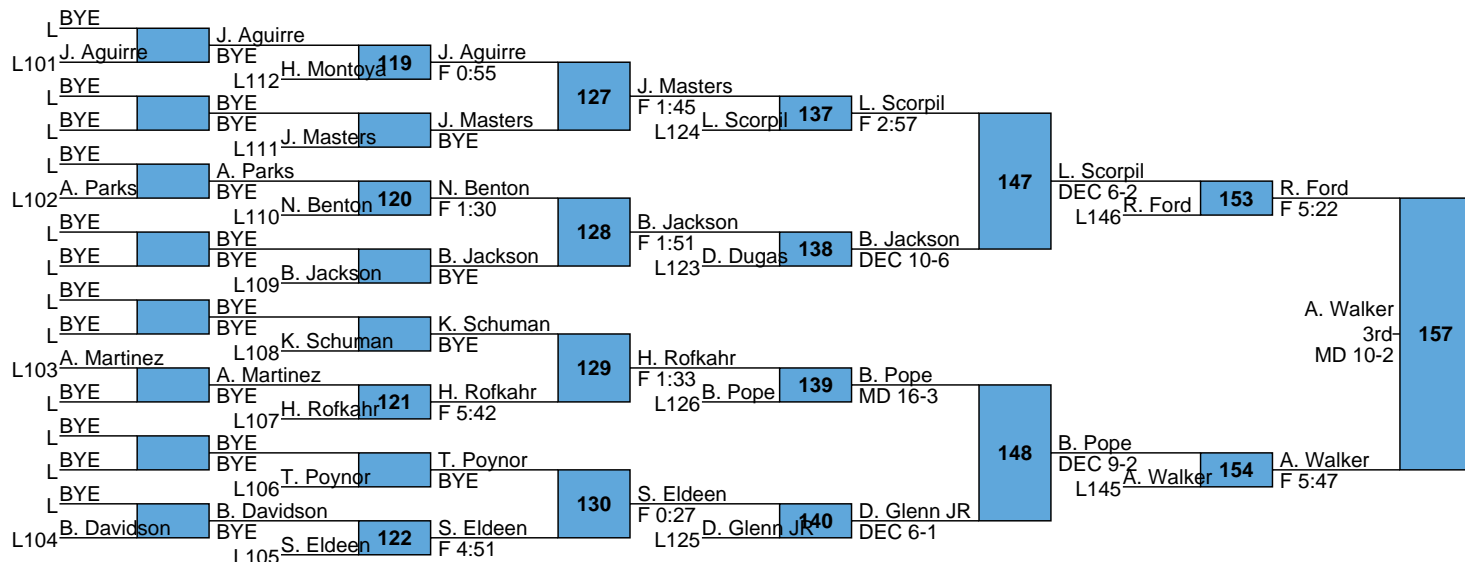 BYE
L
J. Aguirre
L101 J. Aguirre
BYE
119
J. Aguirre
L112 H. Montoya
F 0:55
BYE
L
127
J. Masters
BYE
BYE
L
BYE
F 1:45
137
L. Scorpil
L124 L. Scorpil
F 2:57
J. Masters
L111 J. Masters
BYE
BYE
L
A. Parks
L102 A. Parks
BYE
120
N. Benton
L110 N. Benton
F 1:30
147
L. Scorpil
DEC 6-2
153
R. Ford
L146 R. Ford
F 5:22
BYE
L
128
B. Jackson
BYE
BYE
L
BYE
F 1:51
138
B. Jackson
L123 D. Dugas
DEC 10-6
B. Jackson
L109 B. Jackson
BYE
BYE
L
BYE
BYE
L
BYE
K. Schuman
L108 K. Schuman
BYE
A. Walker
3rd
MD 10-2
157
L103 A. Martinez
129
H. Rofkahr
A. Martinez
BYE
L
BYE
F 1:33
139
B. Pope
L126 B. Pope
MD 16-3
121
H. Rofkahr
L107 H. Rofkahr
F 5:42
BYE
L
BYE
BYE
L
BYE
T. Poynor
L106 T. Poynor
BYE
148
B. Pope
DEC 9-2
154
A. Walker
L145 A. Walker
F 5:47
BYE
L
130
S. Eldeen
B. Davidson
L104 B. Davidson
BYE
F 0:27
140
D. Glenn JR
L125 D. Glenn JR
DEC 6-1
122
S. Eldeen
L105 S. Eldeen
F 4:51